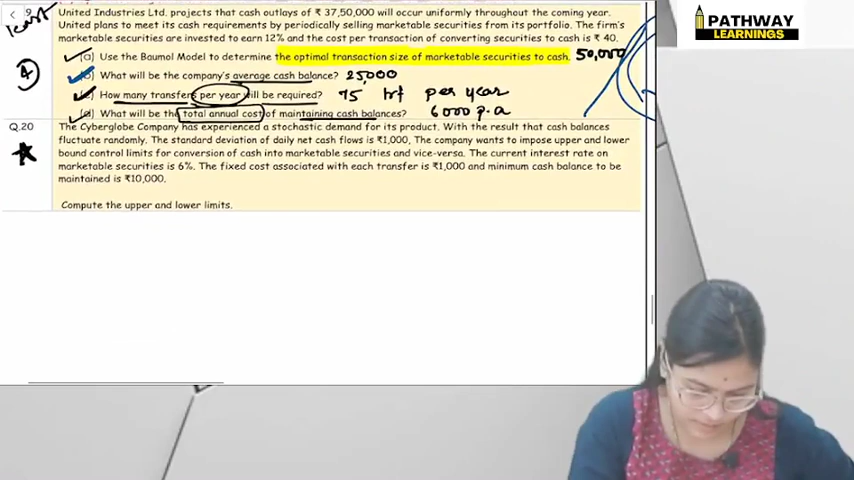 9
United Industries Ltd. projects that cash outlays of ₹ 37,50,000 will occur uniformly throughout the coming year.
United plans to meet its cash requirements by periodically selling marketable securities from its portfolio. The firm's
marketable securities are invested to earn 12% and the cost per transaction of converting securities to cash is ₹ 40.
(a) Use the Baumol Model to determine the optimal transaction size of marketable securities to cash. 50,000
(b) What will be the company's average cash balance? 25,000
(c) How many transfers per year will be required? 75 trf per year
(d) What will be the total annual cost of maintaining cash balances? 6000 p.a
Q.20
The Cyberglobe Company has experienced a stochastic demand for its product. With the result that cash balances
fluctuate randomly. The standard deviation of daily net cash flows is ₹1,000. The company wants to impose upper and lower
bound control limits for conversion of cash into marketable securities and vice-versa. The current interest rate on
marketable securities is 6%. The fixed cost associated with each transfer is ₹1,000 and minimum cash balance to be
maintained is ₹10,000.
Compute the upper and lower limits.
PATHWAY
LEARNINGS